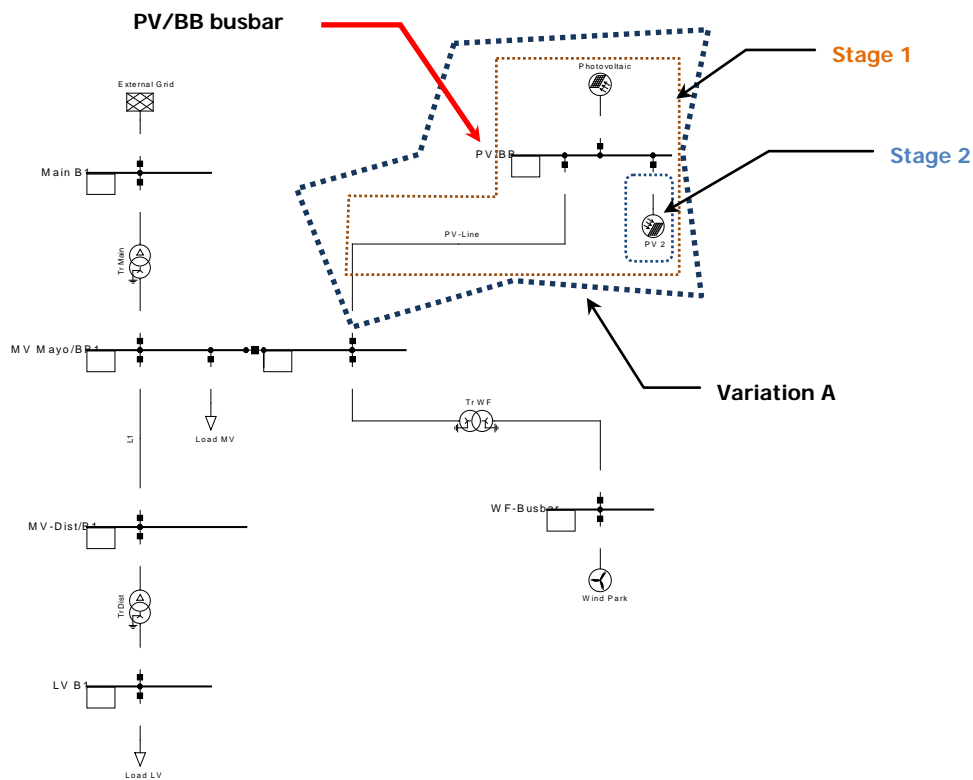 PV/BB busbar
Stage 1
Photovoltaic
External Grid
PV/BB
Stage 2
Main B1
PV-Line
PV 2
Tr Main
MV Mayo/BB1
Variation A
Tr WF
L1
Load MV
WF-Busbar
MV-Dist/B1
Wind Park
Tr Dist
LV B1
Load LV